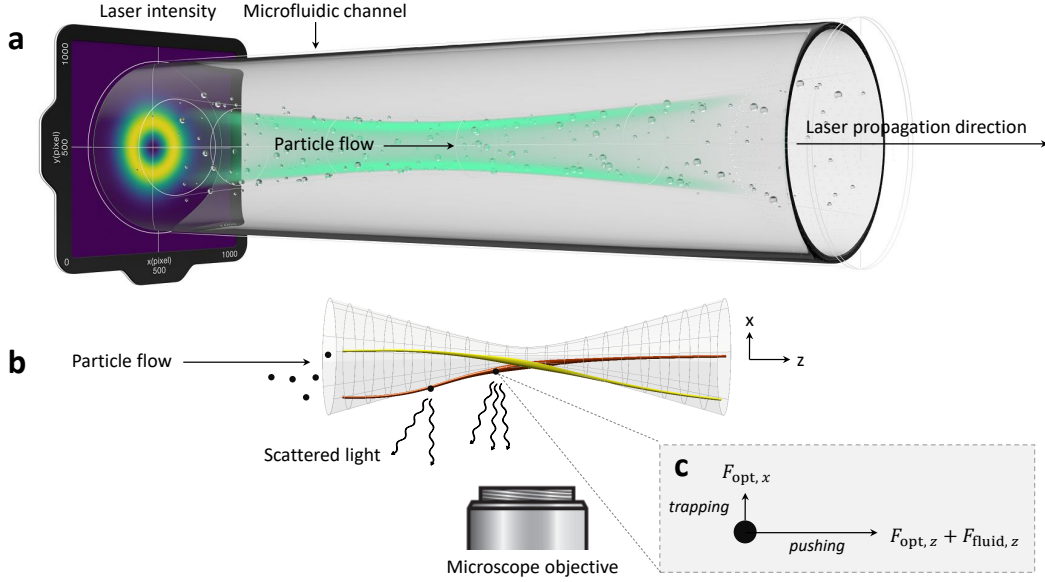 Laser intensity
Microfluidic channel
a
1000
y(pixel)
500
Particle flow
Laser propagation direction
0
x(pixel)
500
1000
b
Particle flow
x
z
Scattered light
Microscope objective
c
F_opt, x
trapping
pushing
F_opt, z + F_fluid, z